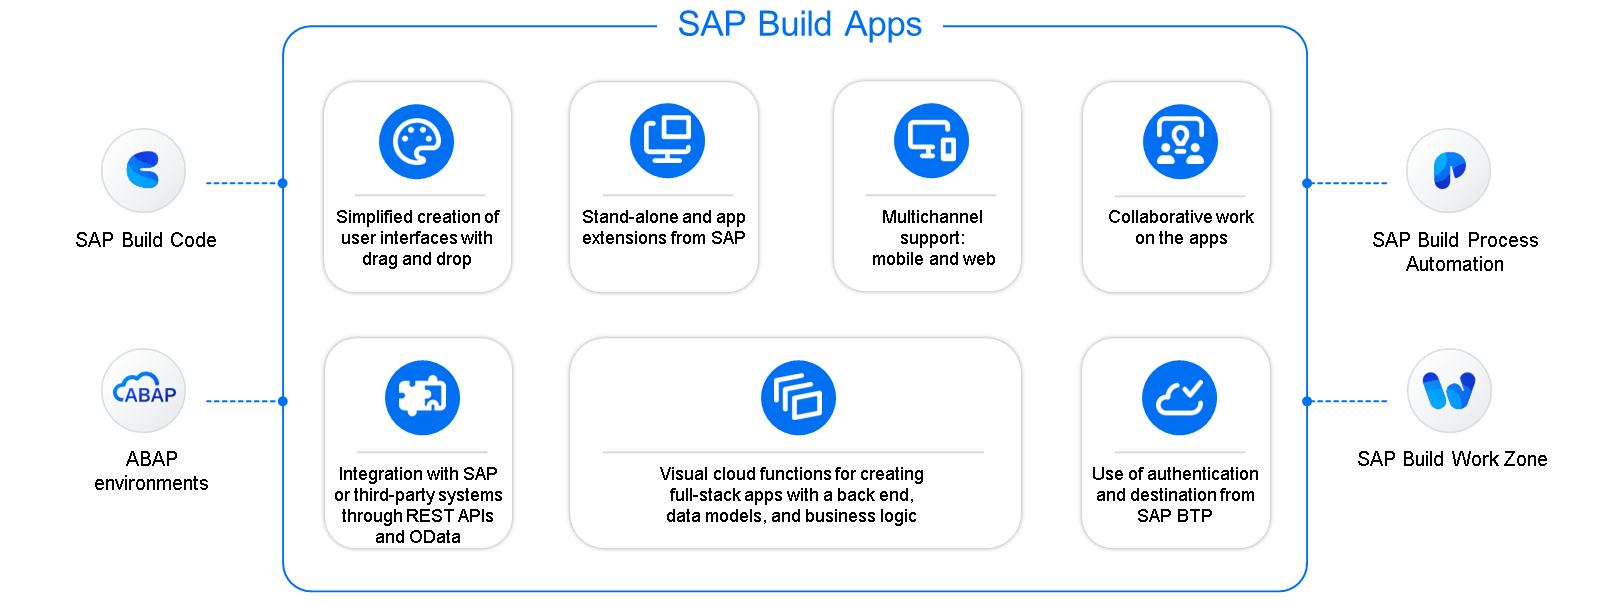 SAP Build Apps
Simplified creation of
user interfaces with
drag and drop
Stand-alone and app
extensions from SAP
Multichannel
support:
mobile and web
Collaborative work
on the apps
SAP Build Code
SAP Build Process
Automation
ABAP
ABAP
environments
Integration with SAP
or third-party systems
through REST APIs
and OData
Visual cloud functions for creating
full-stack apps with a back end,
data models, and business logic
Use of authentication
and destination from
SAP BTP
SAP Build Work Zone